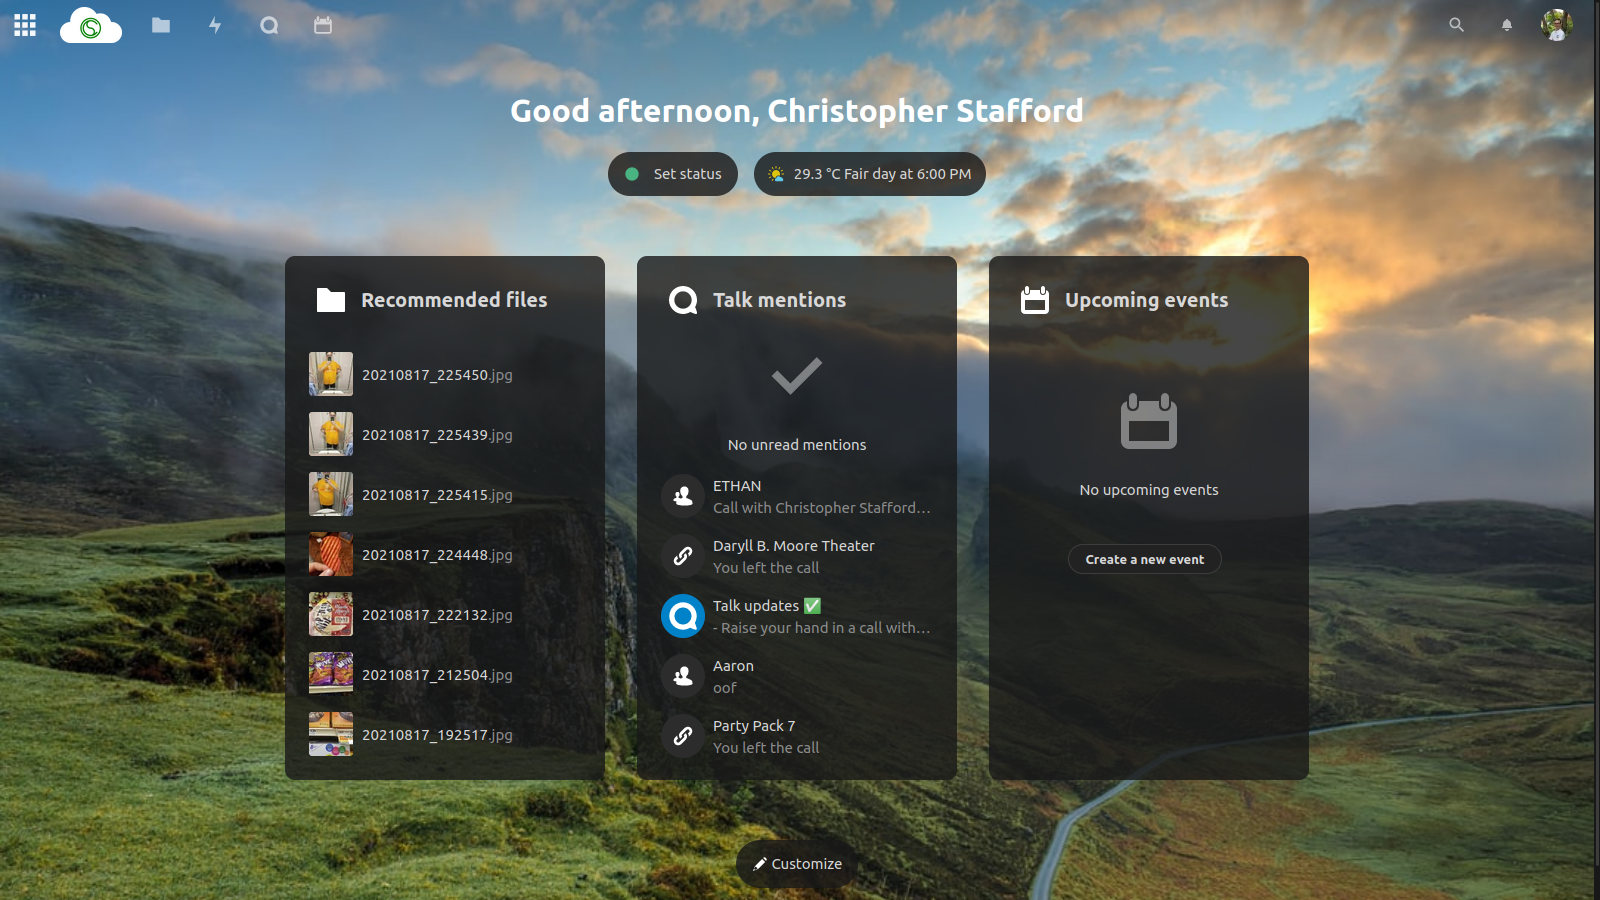 Good afternoon, Christopher Stafford
Set status
29.3 °C Fair day at 6:00 PM
Recommended files
20210817_225450.jpg
20210817_225439.jpg
20210817_225415.jpg
20210817_224448.jpg
20210817_222132.jpg
20210817_212504.jpg
20210817_192517.jpg
Talk mentions
No unread mentions
ETHAN
Call with Christopher Stafford…
Daryll B. Moore Theater
You left the call
Talk updates ✅
- Raise your hand in a call with…
Aaron
oof
Party Pack 7
You left the call
Upcoming events
No upcoming events
Create a new event
Customize